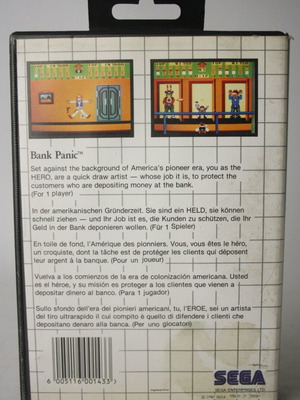 Bank Panic™
Set against the background of America's pioneer era, you as the
HERO, are a quick draw artist — whose job it is, to protect the
customers who are depositing money at the bank.
(For 1 player)
In der amerikanischen Gründerzeit. Sie sind ein HELD, sie können
schnell ziehen — und Ihr Job ist es, die Kunden zu schützen, die Ihr
Geld in der Bank deponieren wollen. (Für 1 Spieler)
En toile de fond, l'Amérique des pionniers. Vous, vous êtes le héro,
un croquiste, dont la tâche est de protéger les clients qui déposent
leur argent à la banque. (Pour un joueur)
Vuelva a los comienzos de la era de colonización americana. Usted
es el héroe, y su misión es proteger a los clientes que vienen a
depositar dinero al banco. (Para 1 jugador)
Sullo sfondo dell'era dei pionieri americani, tu, l'EROE, sei un artista
del tiro ultrarapido il cui compito è quello di difendere i clienti che
depositano denaro alla banca. (Per uno giocatori)
6 005116 001433
SEGA
SEGA ENTERPRISES LTD.